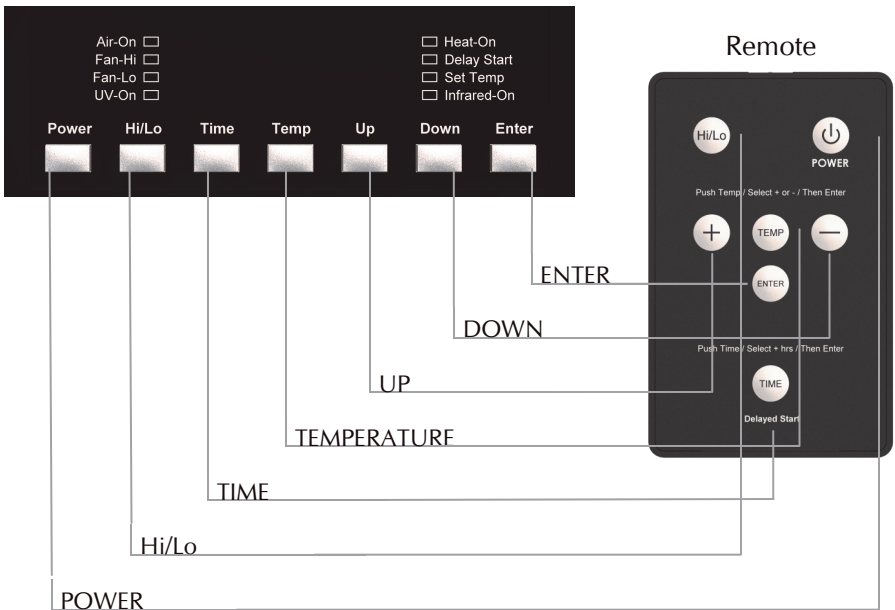 Air-On
Fan-Hi
Fan-Lo
UV-On
Heat-On
Delay Start
Set Temp
Infrared-On
Power Hi/Lo Time Temp Up Down Enter
Remote
Hi/Lo
POWER
Push Temp / Select + or - / Then Enter
+ TEMP −
ENTER
Push Time / Select + hrs / Then Enter
TIME
Delayed Start
ENTER
DOWN
UP
TEMPERATURE
TIME
Hi/Lo
POWER